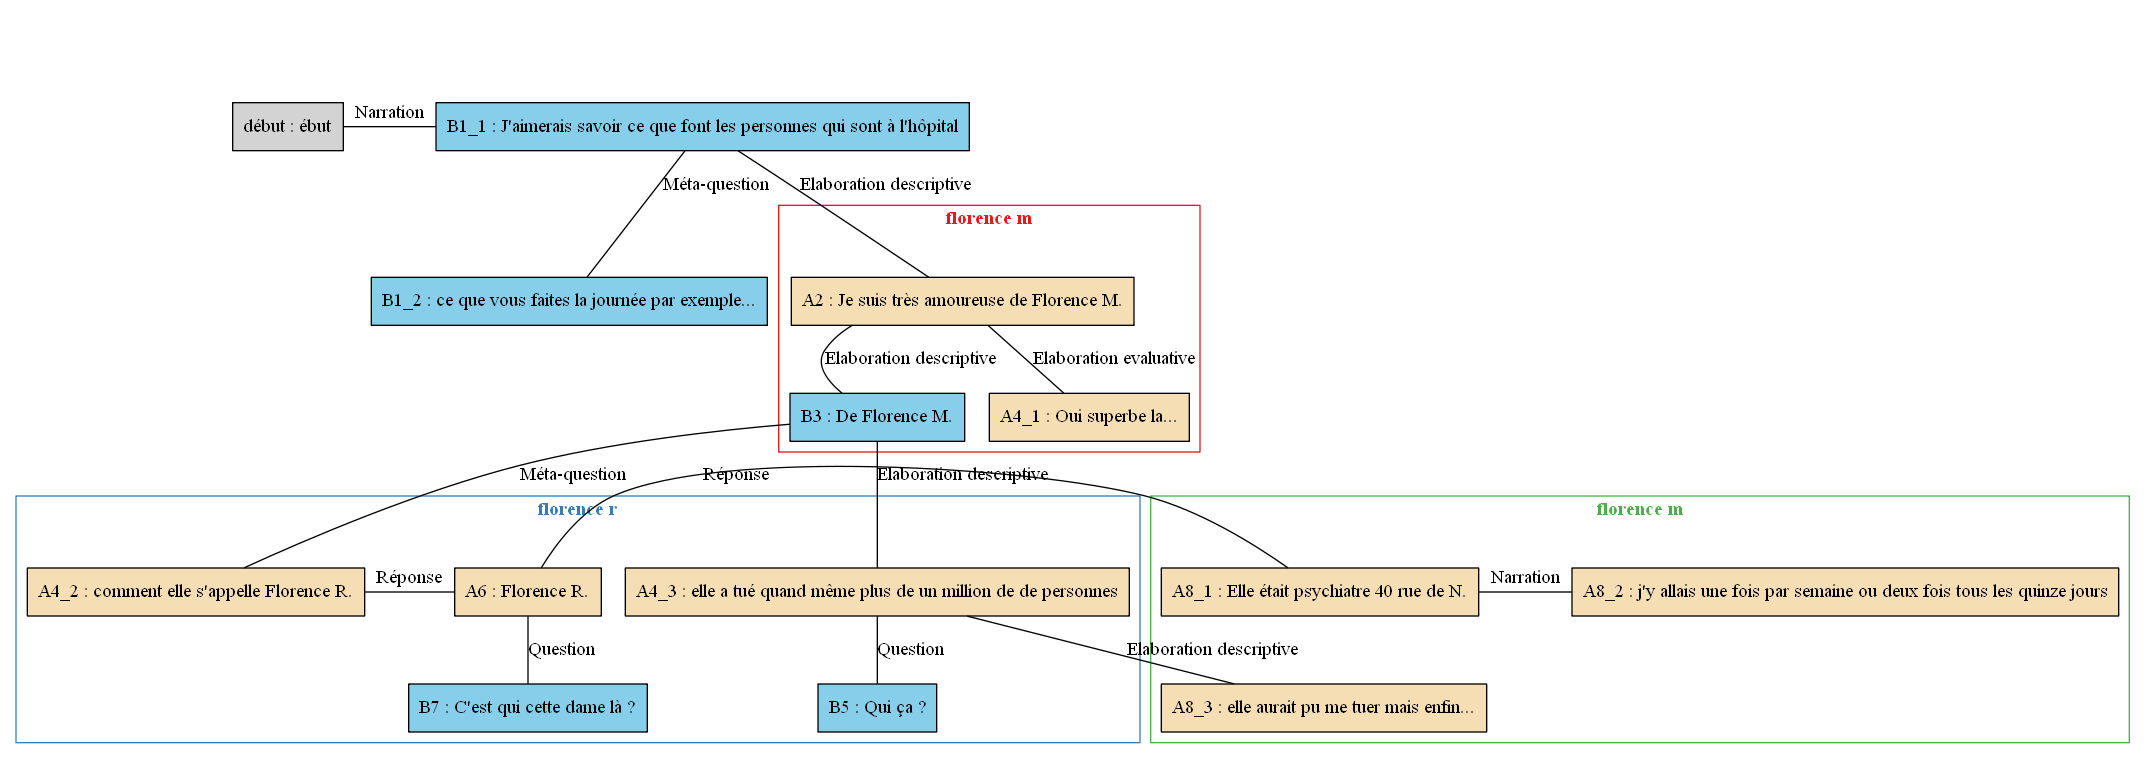 début : ébut
Narration
B1_1 : J'aimerais savoir ce que font les personnes qui sont à l'hôpital
Méta-question
Elaboration descriptive
florence m
B1_2 : ce que vous faites la journée par exemple...
A2 : Je suis très amoureuse de Florence M.
Elaboration descriptive
Elaboration evaluative
B3 : De Florence M.
A4_1 : Oui superbe la...
Méta-question
Réponse
Elaboration descriptive
florence r
florence m
A4_2 : comment elle s'appelle Florence R.
Réponse
A6 : Florence R.
A4_3 : elle a tué quand même plus de un million de de personnes
A8_1 : Elle était psychiatre 40 rue de N.
Narration
A8_2 : j'y allais une fois par semaine ou deux fois tous les quinze jours
Question
Question
Elaboration descriptive
B7 : C'est qui cette dame là ?
B5 : Qui ça ?
A8_3 : elle aurait pu me tuer mais enfin...